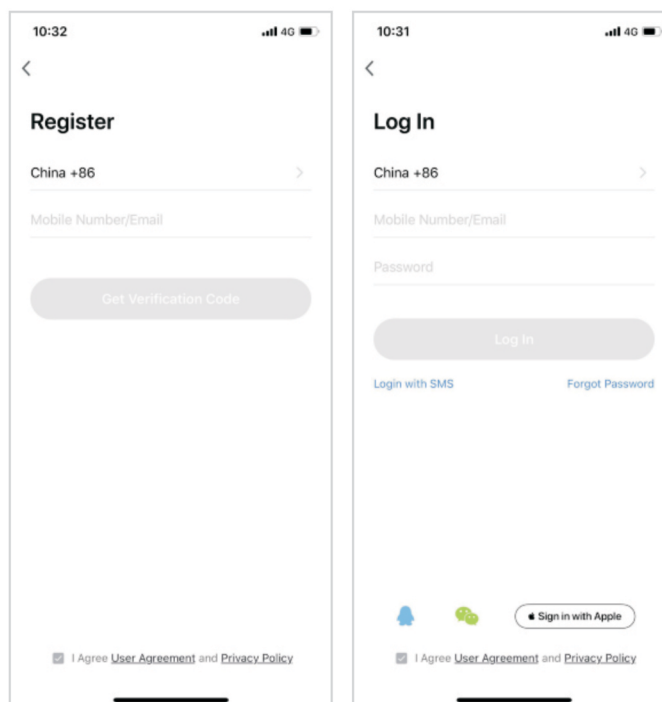 10:32
4G
Register
China +86
Mobile Number/Email
Get Verification Code
I Agree User Agreement and Privacy Policy
10:31
4G
Log In
China +86
Mobile Number/Email
Password
Log In
Login with SMS
Forgot Password
Sign in with Apple
I Agree User Agreement and Privacy Policy